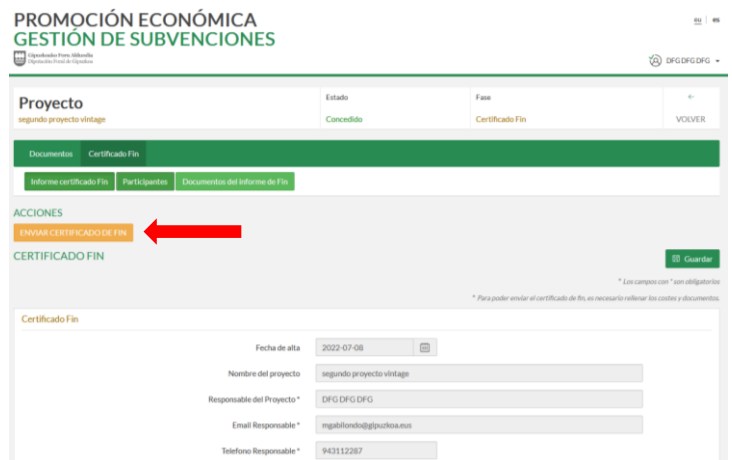 PROMOCIÓN ECONÓMICA
GESTIÓN DE SUBVENCIONES
Gipuzkoako Foru Aldundia
Diputación Foral de Gipuzkoa
eu | es
DFG DFG DFG
Proyecto
segundo proyecto vintage
Estado
Concedido
Fase
Certificado Fin
VOLVER
Documentos Certificado Fin
Informe certificado Fin Participantes Documentos del Informe de Fin
ACCIONES
ENVIAR CERTIFICADO DE FIN
CERTIFICADO FIN
Guardar
* Los campos con * son obligatorios
* Para poder enviar el certificado de fin, es necesario rellenar los costes y documentos.
Certificado Fin
Fecha de alta 2022-07-08
Nombre del proyecto segundo proyecto vintage
Responsable del Proyecto * DFG DFG DFG
Email Responsable * mgabilondo@gipuzkoa.eus
Telefono Responsable * 943112287